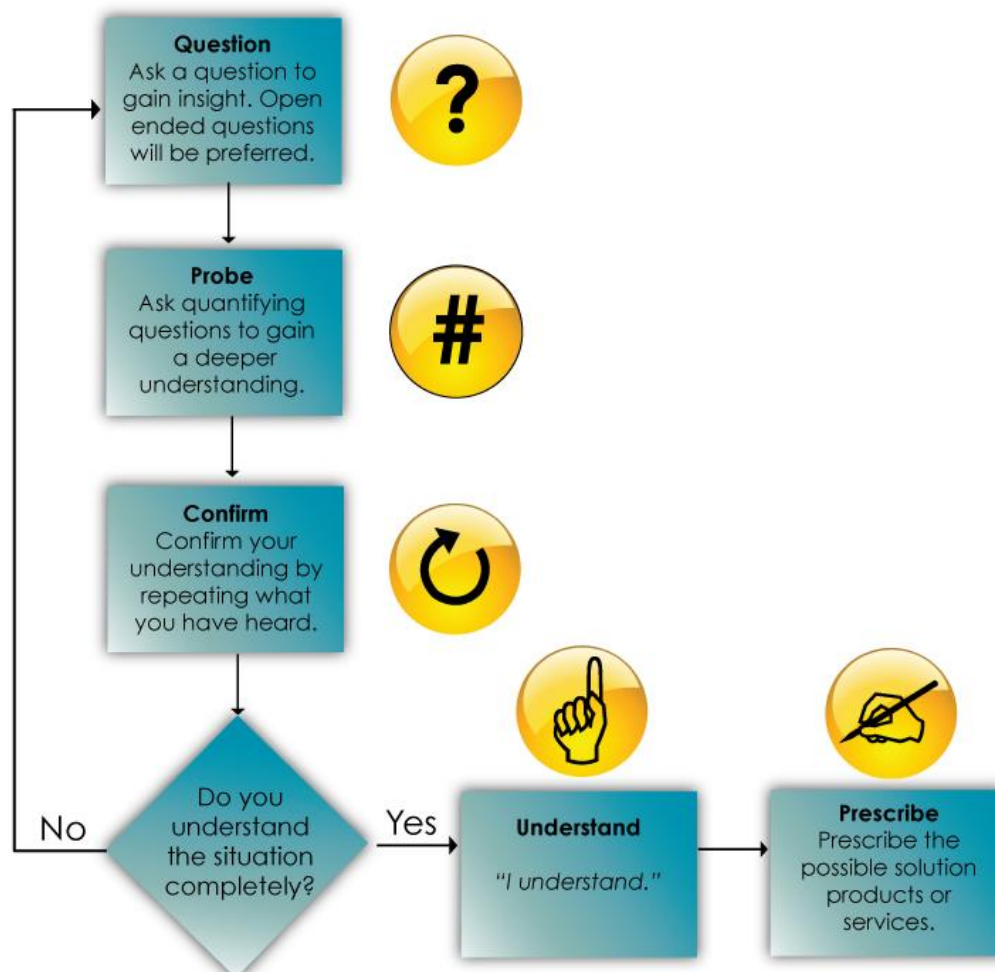 Question
Ask a question to
gain insight. Open
ended questions
will be preferred.
?
Probe
Ask quantifying
questions to gain
a deeper
understanding.
#
Confirm
Confirm your
understanding by
repeating what
you have heard.
Do you
understand
the situation
completely?
No
Yes
Understand
"I understand."
Prescribe
Prescribe the
possible solution
products or
services.